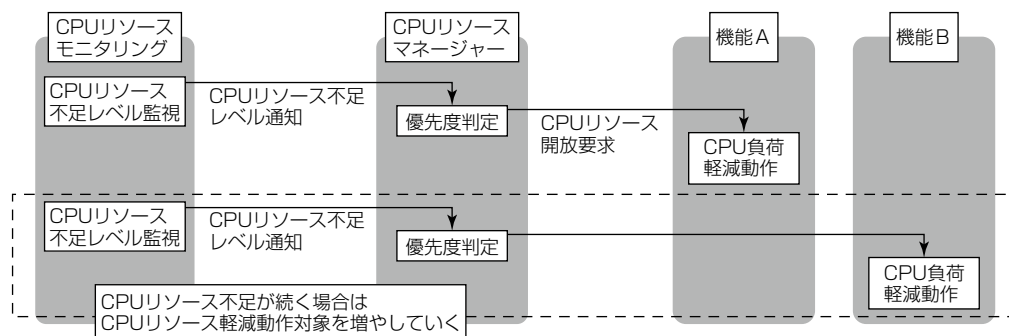 CPUリソース
モニタリング
CPUリソース
マネージャー
機能A
機能B
CPUリソース
不足レベル監視
CPUリソース不足
レベル通知
優先度判定
CPUリソース
開放要求
CPU負荷
軽減動作
CPUリソース
不足レベル監視
CPUリソース不足
レベル通知
優先度判定
CPU負荷
軽減動作
CPUリソース不足が続く場合は
CPUリソース軽減動作対象を増やしていく